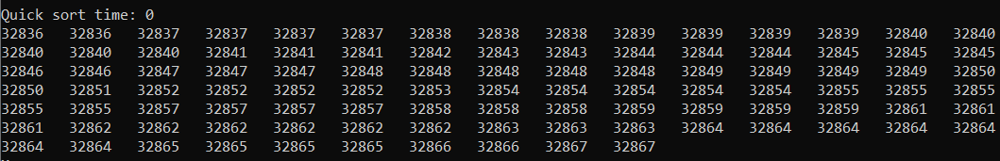 Quick sort time: 0
32836 32836 32837 32837 32837 32837 32838 32838 32838 32839 32839 32839 32839 32840 32840
32840 32840 32840 32841 32841 32841 32842 32843 32843 32844 32844 32844 32845 32845 32845
32846 32846 32847 32847 32847 32848 32848 32848 32848 32848 32849 32849 32849 32849 32850
32850 32851 32852 32852 32852 32852 32853 32854 32854 32854 32854 32854 32855 32855 32855
32855 32855 32857 32857 32857 32857 32858 32858 32858 32859 32859 32859 32859 32861 32861
32861 32862 32862 32862 32862 32862 32862 32863 32863 32863 32864 32864 32864 32864 32864
32864 32864 32865 32865 32865 32865 32866 32866 32867 32867